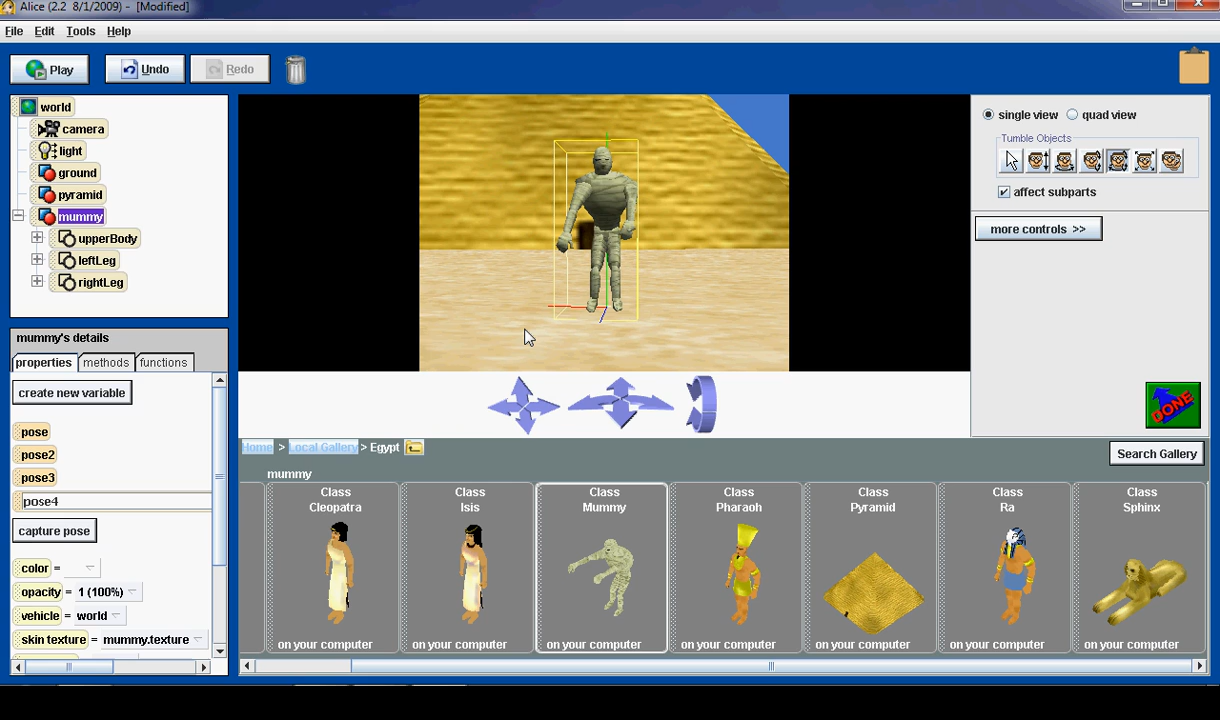 Alice (2.2 8/1/2009) - [Modified]
File Edit Tools Help
Play Undo Redo
world
camera
light
ground
pyramid
mummy
upperBody
leftLeg
rightLeg
single view quad view
Tumble Objects
affect subparts
more controls >>
DONE
mummy's details
properties methods functions
create new variable
pose
pose2
pose3
pose4
capture pose
color =
opacity = 1 (100%)
vehicle = world
skin texture = mummy.texture
Home > Local Gallery > Egypt
Search Gallery
mummy
Class Cleopatra
on your computer
Class Isis
on your computer
Class Mummy
on your computer
Class Pharaoh
on your computer
Class Pyramid
on your computer
Class Ra
on your computer
Class Sphinx
on your computer